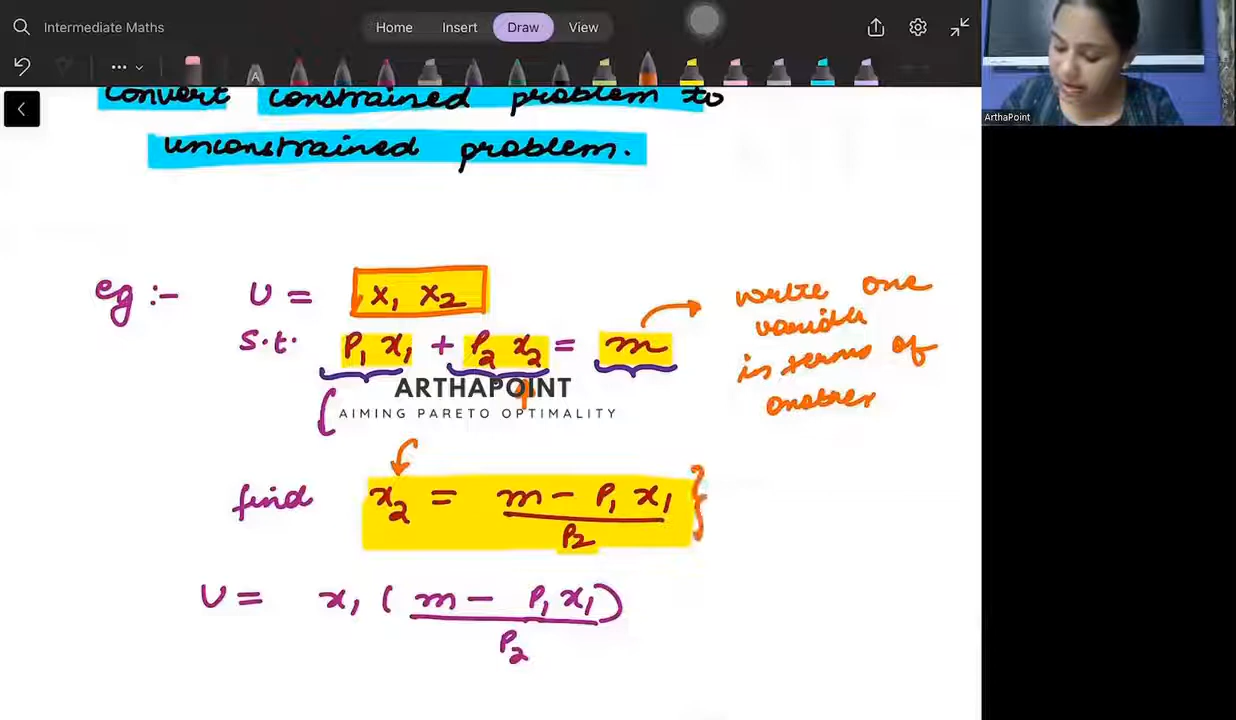 Intermediate Maths
Home Insert Draw View
A
ArthaPoint
Convert constrained problem to
unconstrained problem.
eg :- U = x₁ x₂
s.t. P₁ x₁ + P₂ x₂ = m
write one
variable
in terms of
another
ARTHAPOINT
AIMING PARETO OPTIMALITY
find x₂ = m - P₁ x₁ / P₂
U = x₁ ( m - P₁ x₁ ) / P₂